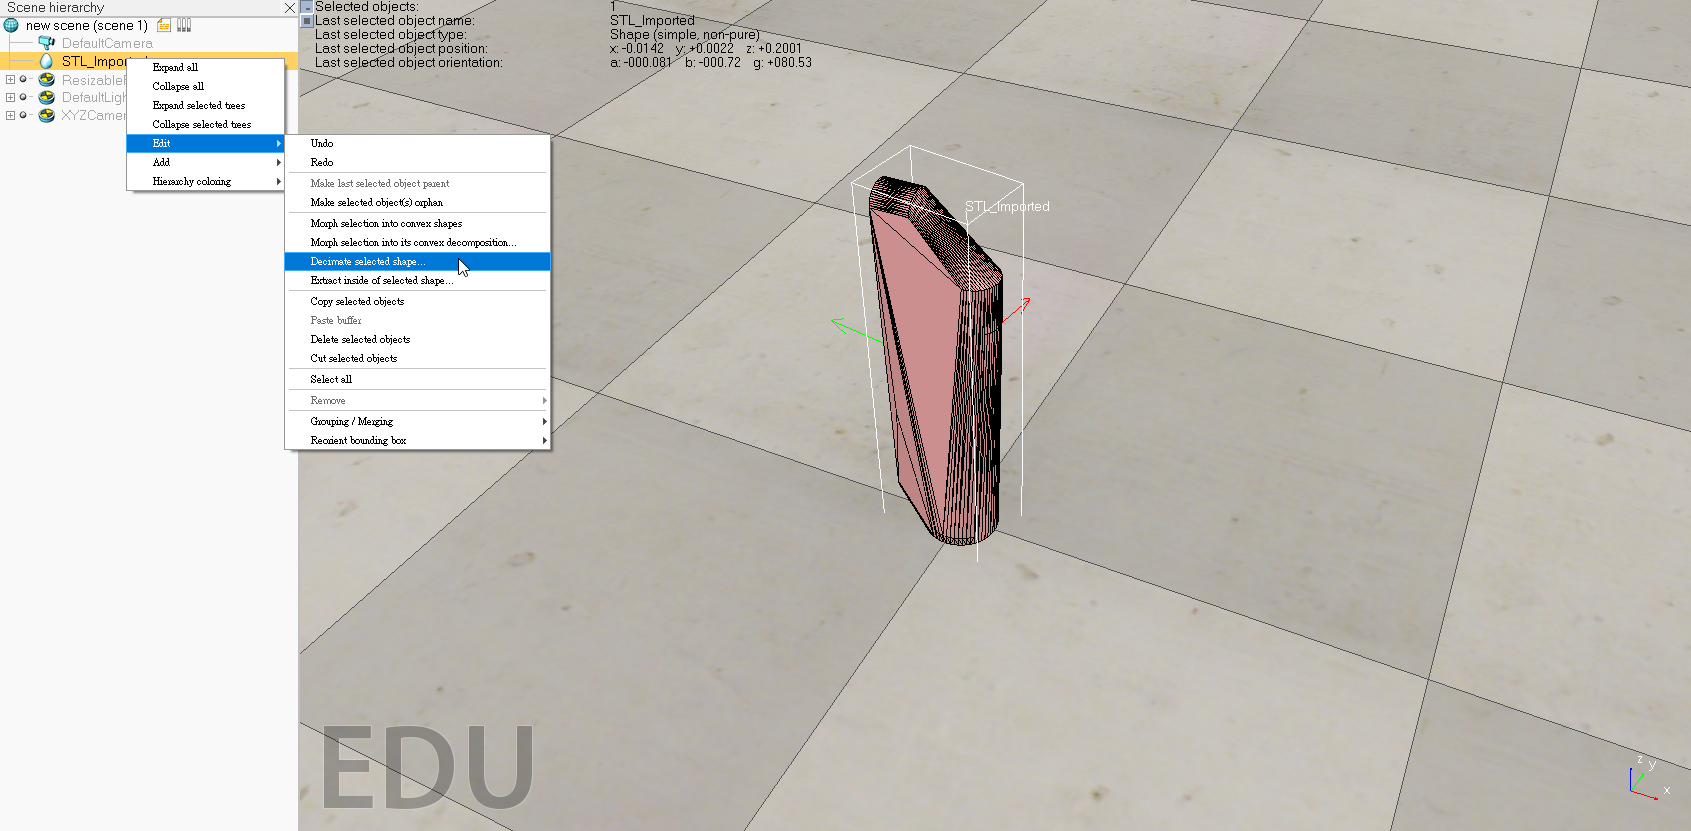 Scene hierarchy
new scene (scene 1)
DefaultCamera
STL_Impor
ResizableF
DefaultLigh
XYZCamer
Expand all
Collapse all
Expand selected trees
Collapse selected trees
Edit
Add
Hierarchy coloring
Undo
Redo
Make last selected object parent
Make selected object(s) orphan
Morph selection into convex shapes
Morph selection into its convex decomposition...
Decimate selected shape...
Extract inside of selected shape...
Copy selected objects
Paste buffer
Delete selected objects
Cut selected objects
Select all
Remove
Grouping / Merging
Reorient bounding box
Selected objects: 1
Last selected object name: STL_Imported
Last selected object type: Shape (simple, non-pure)
Last selected object position: x: -0.0142 y: +0.0022 z: +0.2001
Last selected object orientation: a: -000.081 b: -000.72 g: +080.53
STL_Imported
EDU
z
y
x